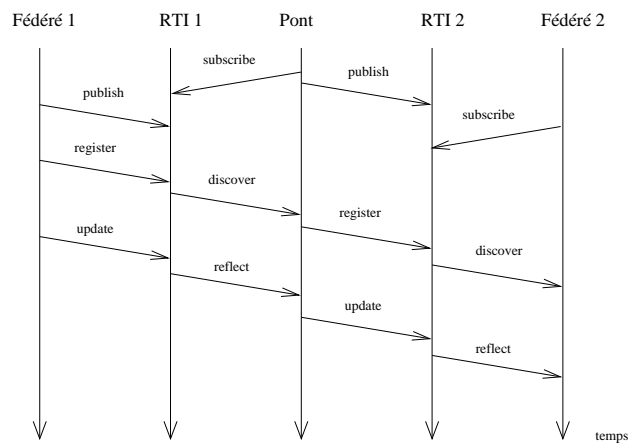 Fédéré 1
RTI 1
Pont
RTI 2
Fédéré 2
subscribe
publish
publish
subscribe
register
discover
register
update
discover
reflect
update
reflect
temps